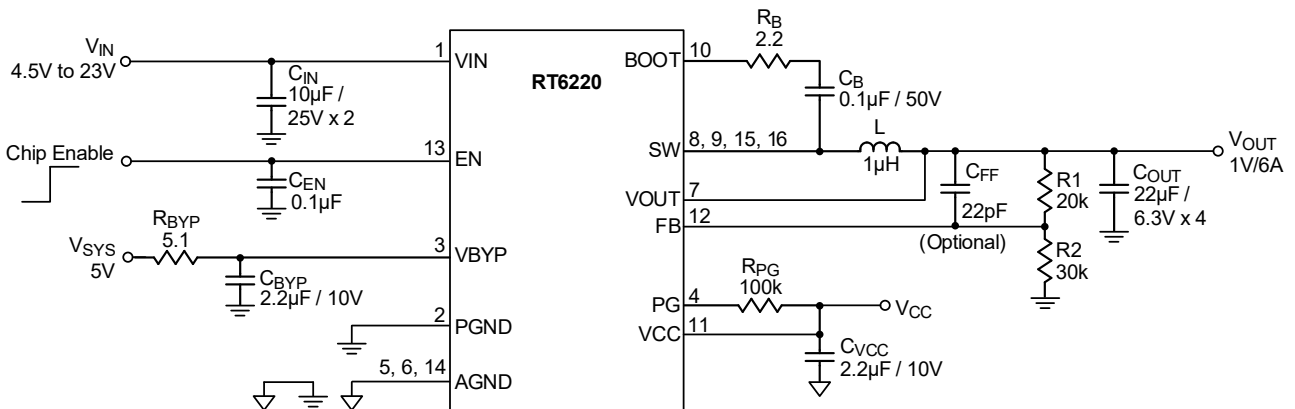 V_IN
4.5V to 23V
1
VIN
C_IN
10µF /
25V x 2
Chip Enable
13
EN
C_EN
0.1µF
V_SYS
5V
R_BYP
5.1
3
VBYP
C_BYP
2.2µF / 10V
2
PGND
5, 6, 14
AGND
RT6220
BOOT
10
R_B
2.2
C_B
0.1µF / 50V
SW
8, 9, 15, 16
L
1µH
VOUT
7
FB
12
C_FF
22pF
(Optional)
R1
20k
R2
30k
C_OUT
22µF /
6.3V x 4
V_OUT
1V/6A
PG
4
R_PG
100k
V_CC
VCC
11
C_VCC
2.2µF / 10V